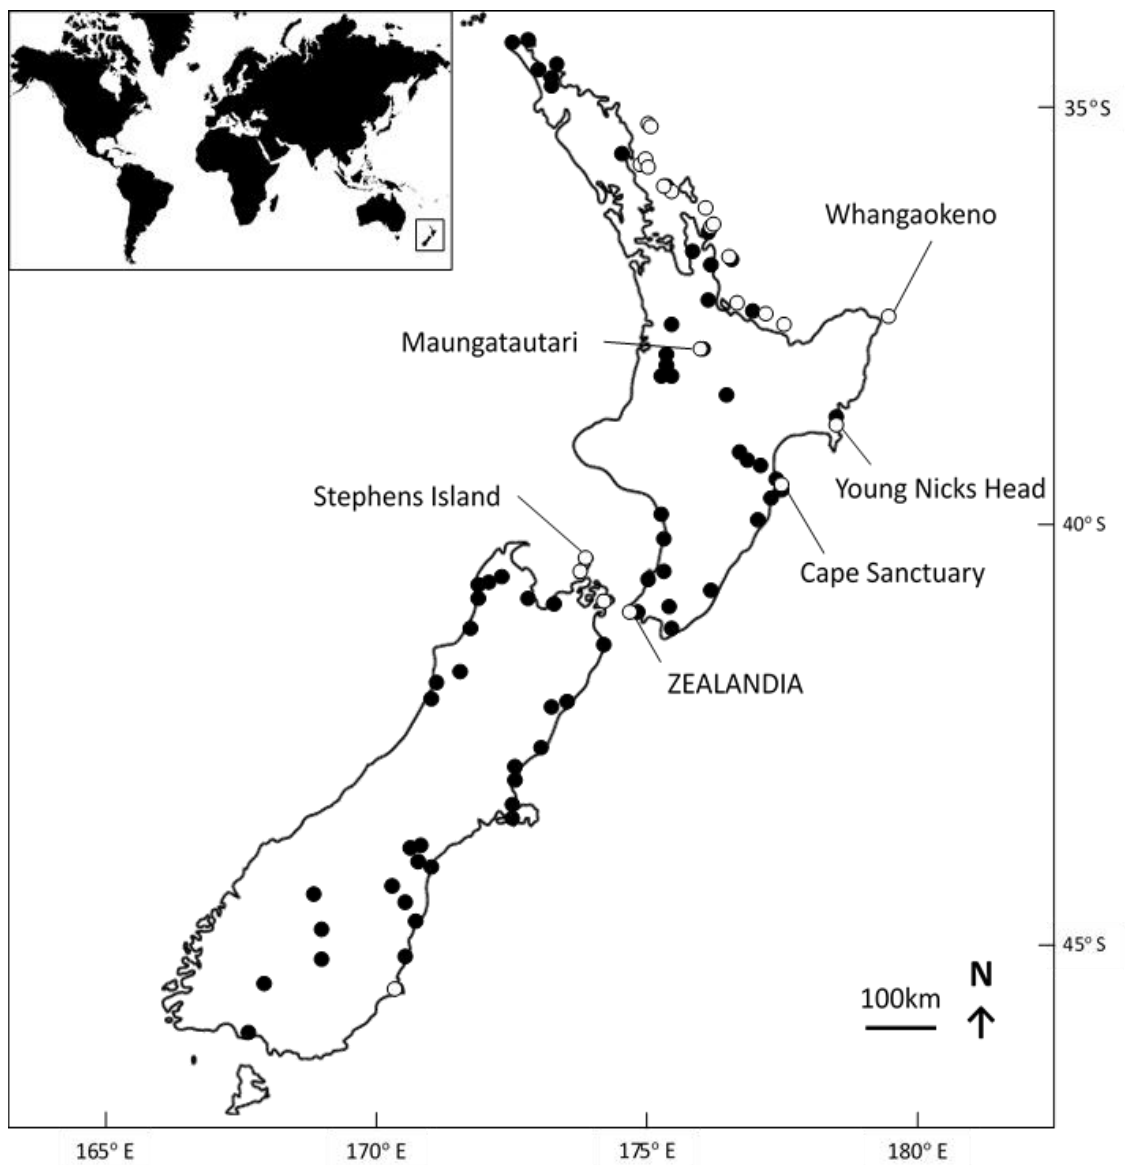 35° S
Whangaokeno
Maungatautari
Young Nicks Head
Stephens Island
40° S
Cape Sanctuary
ZEALANDIA
45° S
N
100km
165° E
170° E
175° E
180° E